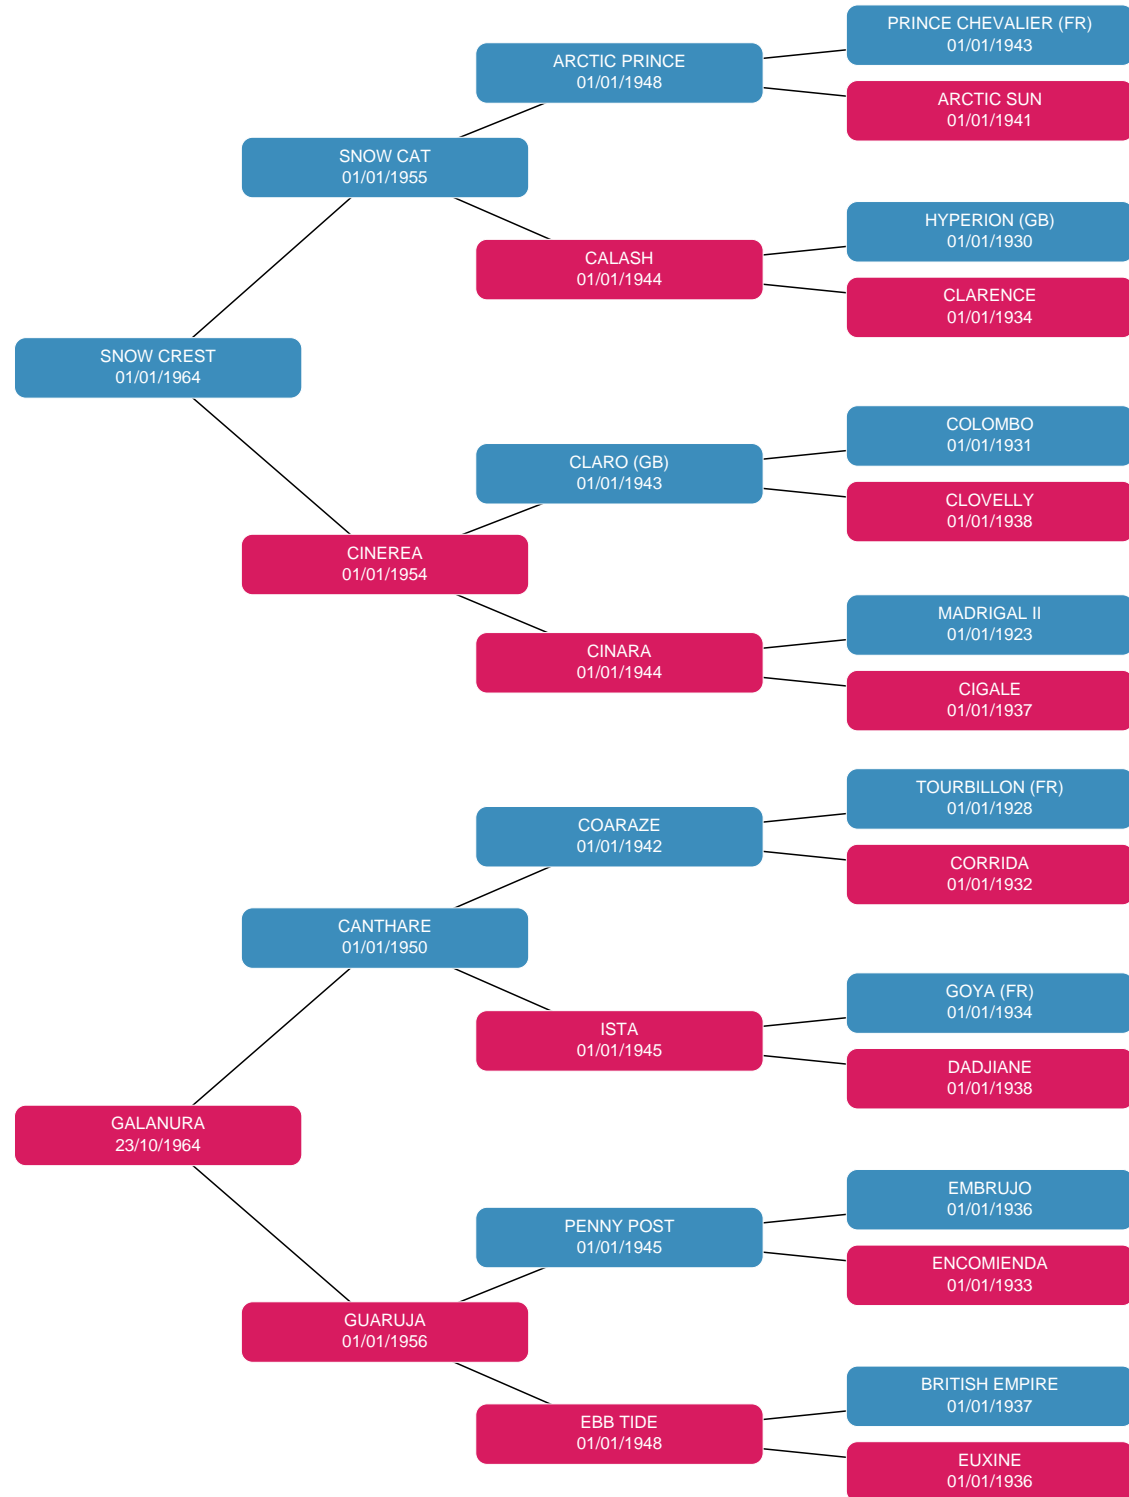 PRINCE CHEVALIER (FR)
01/01/1943
ARCTIC PRINCE
01/01/1948
ARCTIC SUN
01/01/1941
SNOW CAT
01/01/1955
HYPERION (GB)
01/01/1930
CALASH
01/01/1944
CLARENCE
01/01/1934
SNOW CREST
01/01/1964
COLOMBO
01/01/1931
CLARO (GB)
01/01/1943
CLOVELLY
01/01/1938
CINEREA
01/01/1954
MADRIGAL II
01/01/1923
CINARA
01/01/1944
CIGALE
01/01/1937
TOURBILLON (FR)
01/01/1928
COARAZE
01/01/1942
CORRIDA
01/01/1932
CANTHARE
01/01/1950
GOYA (FR)
01/01/1934
ISTA
01/01/1945
DADJIANE
01/01/1938
GALANURA
23/10/1964
EMBRUJO
01/01/1936
PENNY POST
01/01/1945
ENCOMIENDA
01/01/1933
GUARUJA
01/01/1956
BRITISH EMPIRE
01/01/1937
EBB TIDE
01/01/1948
EUXINE
01/01/1936